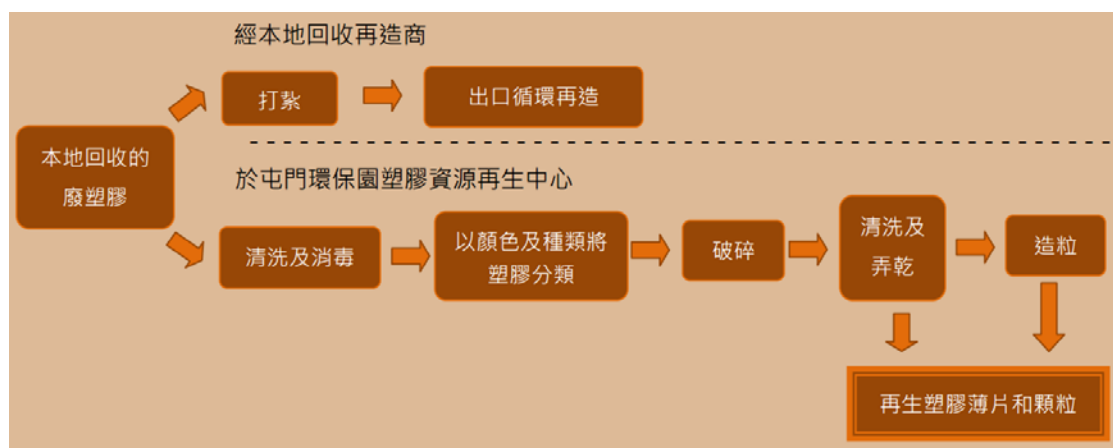 經本地回收再造商
打紮
出口循環再造
本地回收的
廢塑膠
於屯門環保園塑膠資源再生中心
清洗及消毒
以顏色及種類將
塑膠分類
破碎
清洗及
弄乾
造粒
再生塑膠薄片和顆粒